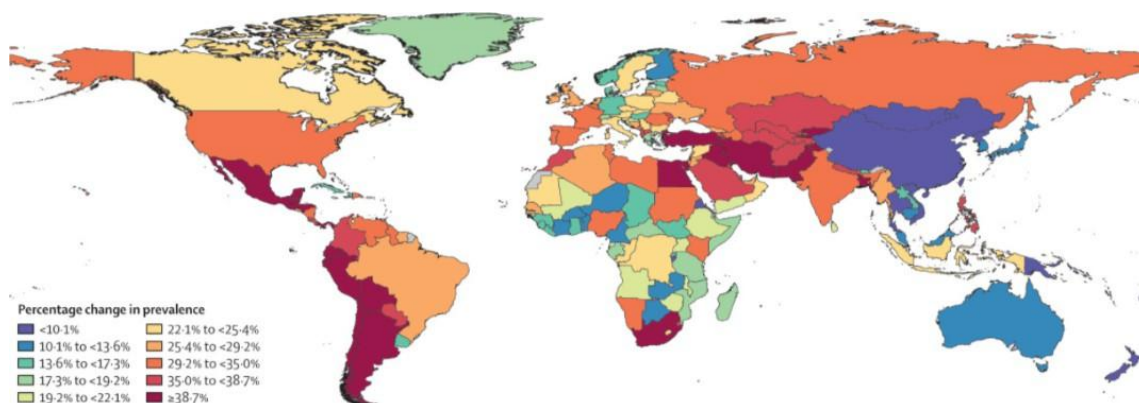 Percentage change in prevalence
<10·1%
10·1% to <13·6%
13·6% to <17·3%
17·3% to <19·2%
19·2% to <22·1%
22·1% to <25·4%
25·4% to <29·2%
29·2% to <35·0%
35·0% to <38·7%
≥38·7%